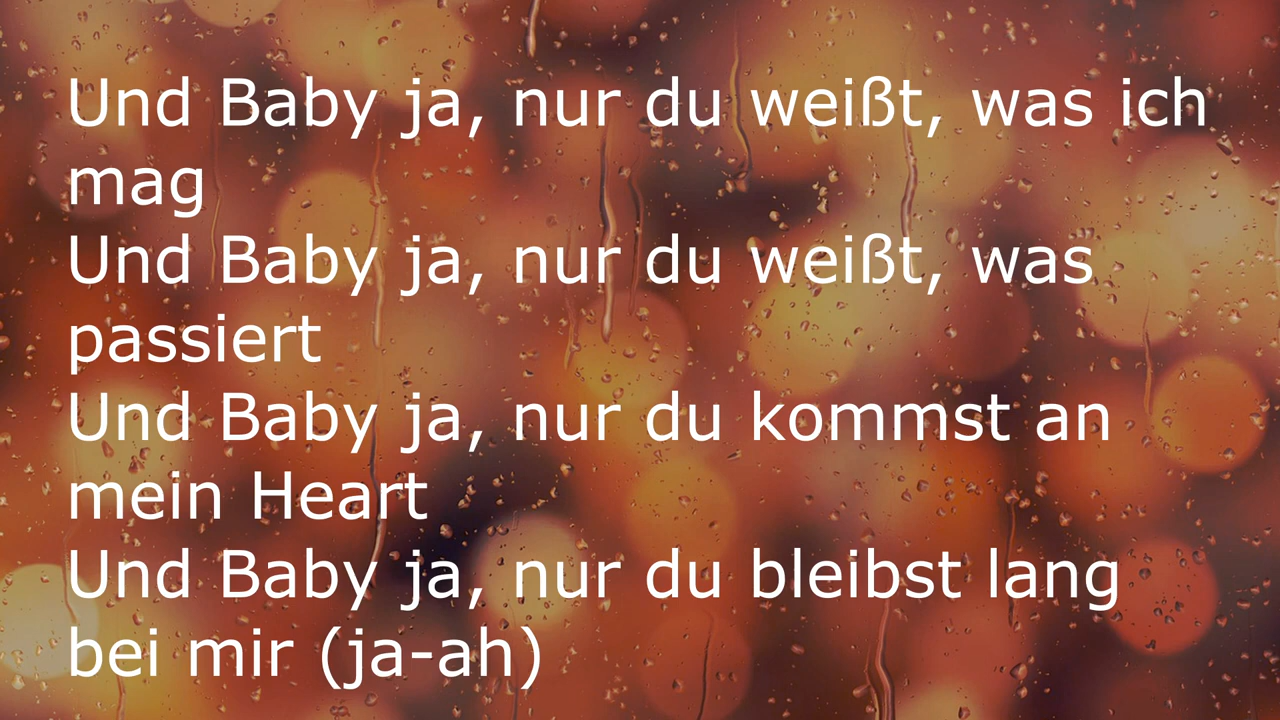 Und Baby ja, nur du weißt, was ich
mag
Und Baby ja, nur du weißt, was
passiert
Und Baby ja, nur du kommst an
mein Heart
Und Baby ja, nur du bleibst lang
bei mir (ja-ah)